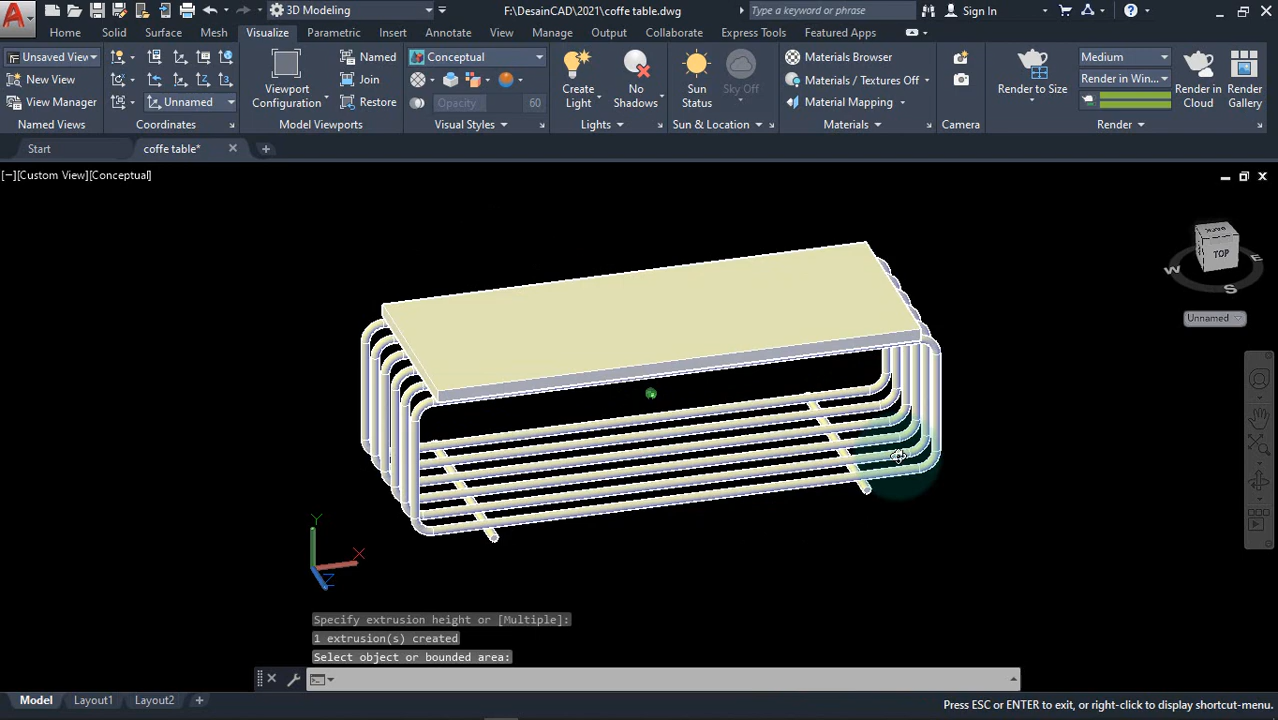 A 3D Modeling F:\DesainCAD\2021\coffe table.dwg Type a keyword or phrase Sign In ?
Home Solid Surface Mesh Visualize Parametric Insert Annotate View Manage Output Collaborate Express Tools Featured Apps
Unsaved View Named Conceptual Materials Browser Medium
New View Join Materials / Textures Off Render in Win...
View Manager Unnamed Restore Opacity 60 Material Mapping
Viewport Configuration Create Light No Shadows Sun Status Sky Off Render to Size Render in Cloud Render Gallery
Named Views Coordinates Model Viewports Visual Styles Lights Sun & Location Materials Camera Render
Start coffe table*
[−][Custom View][Conceptual]
BACK
TOP
W E
S
Unnamed
Y
X
Z
Specify extrusion height or [Multiple]:
1 extrusion(s) created
Select object or bounded area:
Model Layout1 Layout2 Press ESC or ENTER to exit, or right-click to display shortcut-menu.